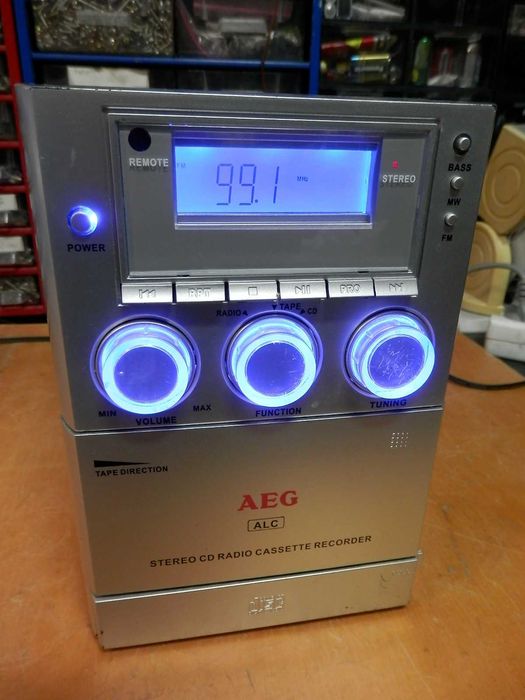 REMOTE
FM
99.1 MHz
STEREO
BASS
MW
FM
POWER
RPT
PRO
RADIO TAPE CD
MIN VOLUME MAX
FUNCTION
TUNING
TAPE DIRECTION
AEG
ALC
STEREO CD RADIO CASSETTE RECORDER